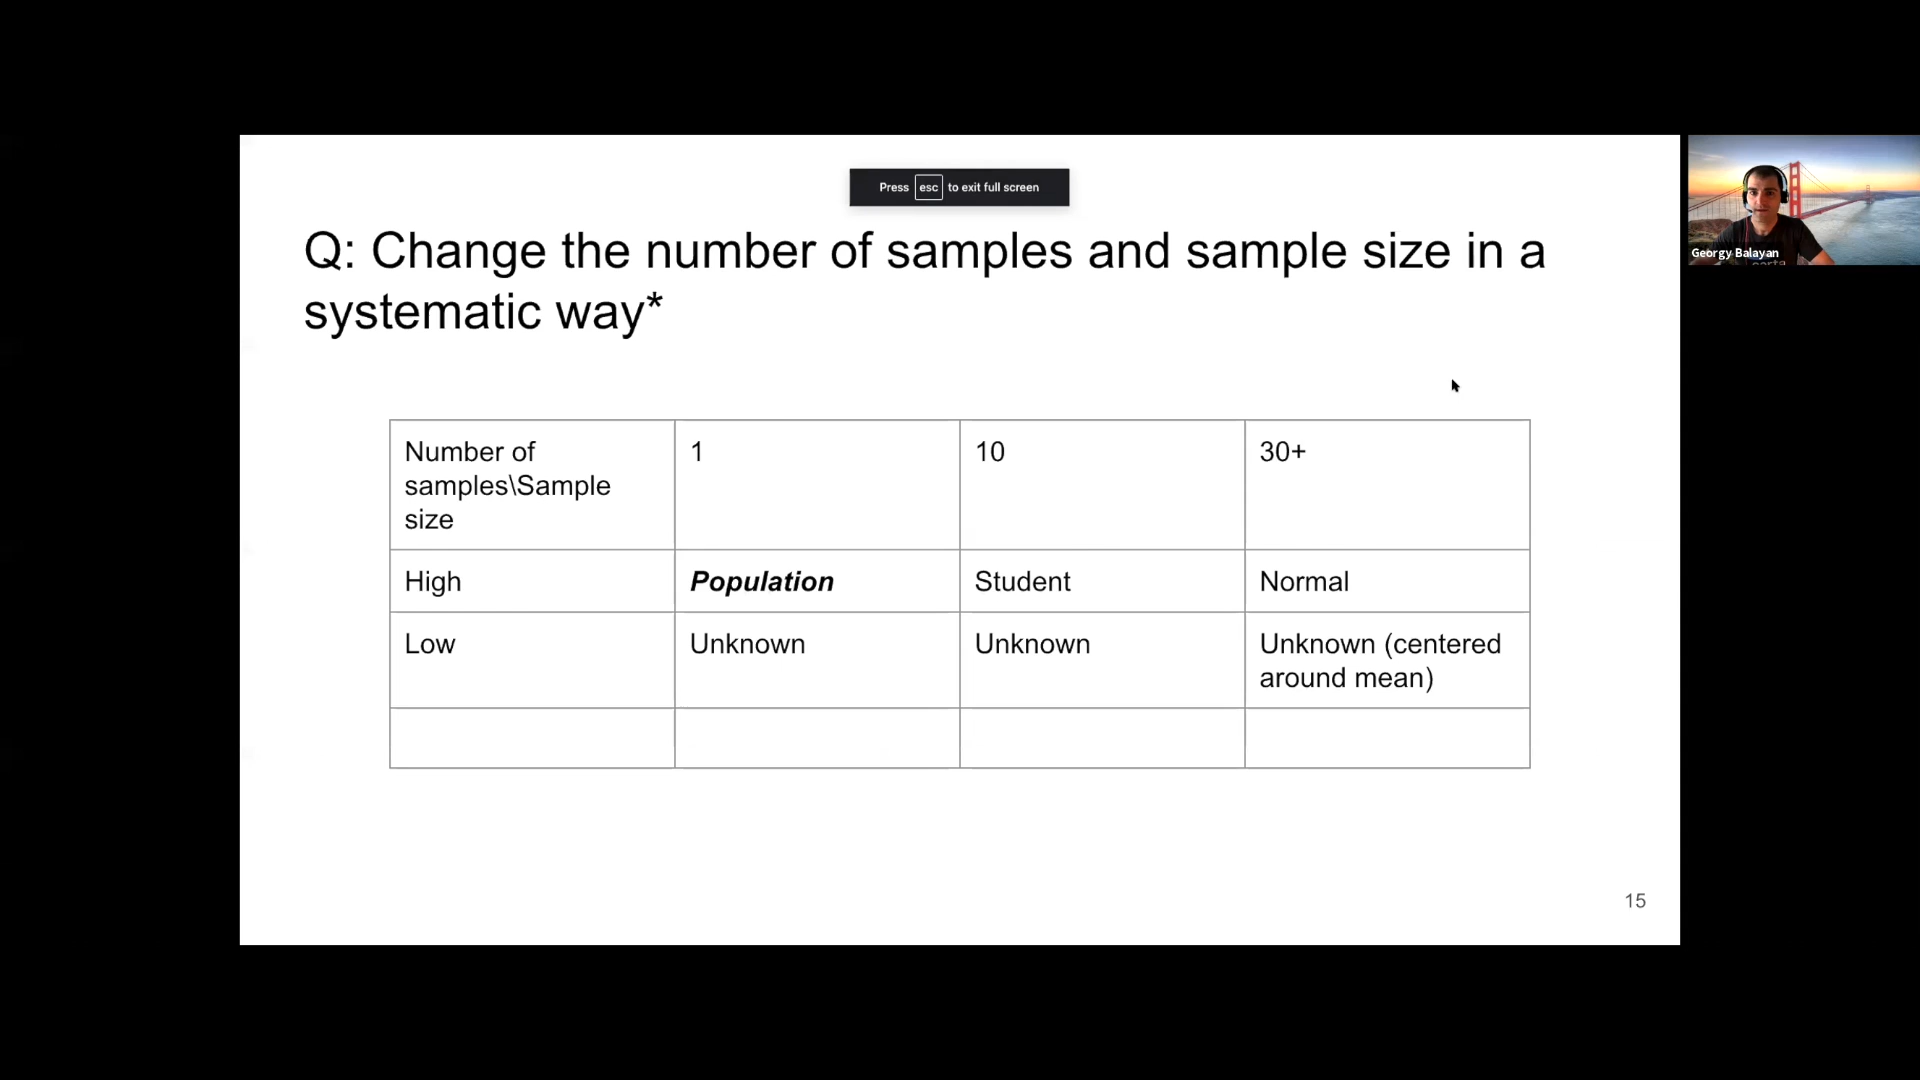 Press esc to exit full screen
Q: Change the number of samples and sample size in a
systematic way*
Georgy Balayan
Number of
samples\Sample
size
1
10
30+
High
Population
Student
Normal
Low
Unknown
Unknown
Unknown (centered
around mean)
15